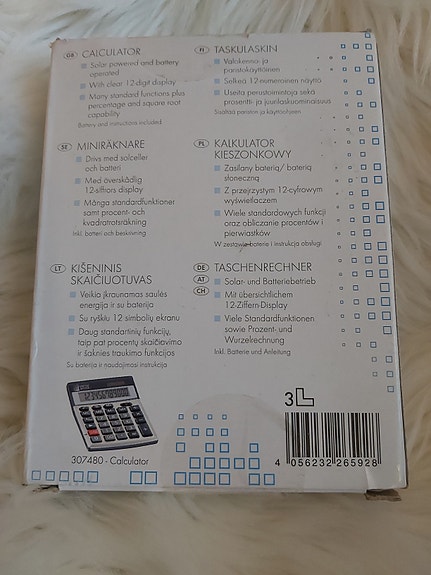 GB CALCULATOR
Solar powered and battery
operated
With clear 12-digit display
Many standard functions plus
percentage and square root
capability
Battery and instructions included
FI TASKULASKIN
Valokenno- ja
paristokäyttöinen
Selkeä 12-numeroinen näyttö
Useita perustoimintoja sekä
prosentti- ja juurilaskuominaisuus
Sisältää pariston ja käyttöohjeen
SE MINIRÄKNARE
Drivs med solceller
och batteri
Med överskådlig
12-siffrors display
Många standardfunktioner
samt procent- och
kvadratrotsräkning
Inkl. batteri och beskrivning
PL KALKULATOR
KIESZONKOWY
Zasilany baterią/ baterią
słoneczną
Z przejrzystym 12-cyfrowym
wyświetlaczem
Wiele standardowych funkcji
oraz obliczanie procentów i
pierwiastków
W zestawie baterie i instrukcja obsługi
LT KIŠENINIS
SKAIČIUOTUVAS
Veikia įkraunamas saulės
energija ir su baterija
Su ryškiu 12 simbolių ekranu
Daug standartinių funkcijų,
taip pat procentų skaičiavimo
ir šaknies traukimo funkcijos
Su baterija ir naudojimosi instrukcija
DE TASCHENRECHNER
AT
CH
Solar- und Batteriebetrieb
Mit übersichtlichem
12-Ziffern-Display
Viele Standardfunktionen
sowie Prozent- und
Wurzelrechnung
Inkl. Batterie und Anleitung
307480 - Calculator
3
4 056232 265928